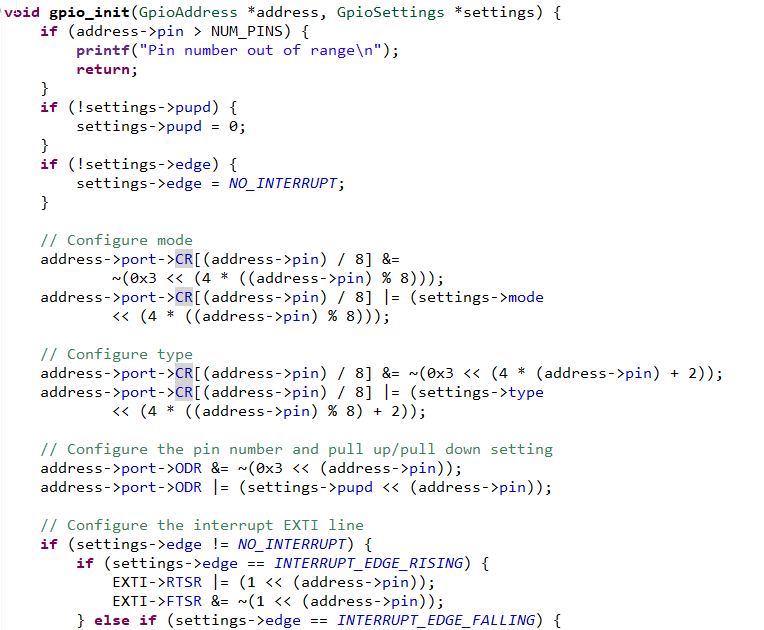 void gpio_init(GpioAddress *address, GpioSettings *settings) {
    if (address->pin > NUM_PINS) {
        printf("Pin number out of range\n");
        return;
    }
    if (!settings->pupd) {
        settings->pupd = 0;
    }
    if (!settings->edge) {
        settings->edge = NO_INTERRUPT;
    }

    // Configure mode
    address->port->CR[(address->pin) / 8] &=
            ~(0x3 << (4 * ((address->pin) % 8)));
    address->port->CR[(address->pin) / 8] |= (settings->mode
            << (4 * ((address->pin) % 8)));

    // Configure type
    address->port->CR[(address->pin) / 8] &= ~(0x3 << (4 * (address->pin) + 2));
    address->port->CR[(address->pin) / 8] |= (settings->type
            << (4 * ((address->pin) % 8) + 2));

    // Configure the pin number and pull up/pull down setting
    address->port->ODR &= ~(0x3 << (address->pin));
    address->port->ODR |= (settings->pupd << (address->pin));

    // Configure the interrupt EXTI line
    if (settings->edge != NO_INTERRUPT) {
        if (settings->edge == INTERRUPT_EDGE_RISING) {
            EXTI->RTSR |= (1 << (address->pin));
            EXTI->FTSR &= ~(1 << (address->pin));
        } else if (settings->edge == INTERRUPT_EDGE_FALLING) {